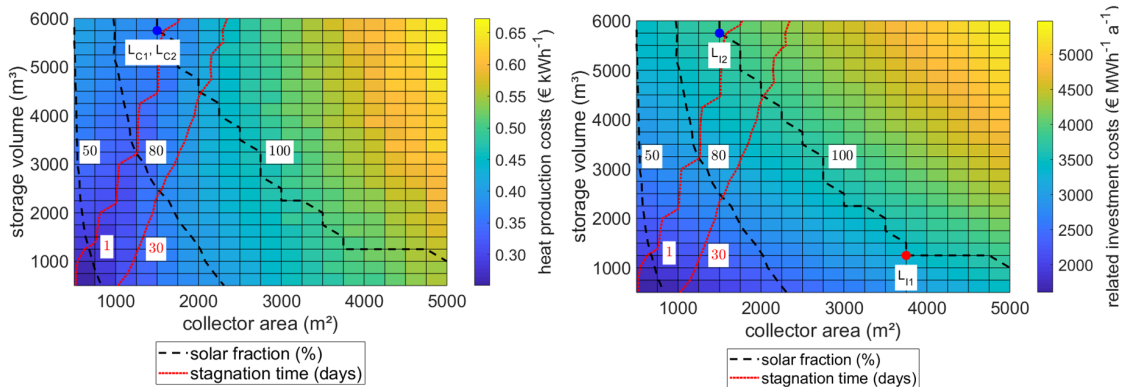 6000
5000
4000
3000
2000
1000
storage volume (m³)
L_C1, L_C2
50
80
100
1
30
1000 2000 3000 4000 5000
collector area (m²)
0.65
0.60
0.55
0.50
0.45
0.40
0.35
0.30
heat production costs (€ kWh⁻¹)
solar fraction (%)
stagnation time (days)
6000
5000
4000
3000
2000
1000
storage volume (m³)
L_I2
50
80
100
1
30
L_I1
1000 2000 3000 4000 5000
collector area (m²)
5000
4500
4000
3500
3000
2500
2000
related investment costs (€ MWh⁻¹ a⁻¹)
solar fraction (%)
stagnation time (days)